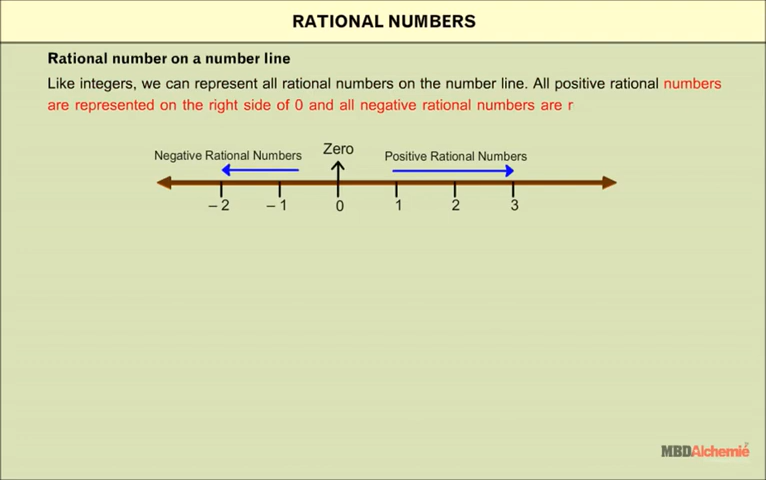 RATIONAL NUMBERS
Rational number on a number line
Like integers, we can represent all rational numbers on the number line. All positive rational numbers
are represented on the right side of 0 and all negative rational numbers are r
Zero
Negative Rational Numbers Positive Rational Numbers
– 2 – 1 0 1 2 3
MBDAlchemié